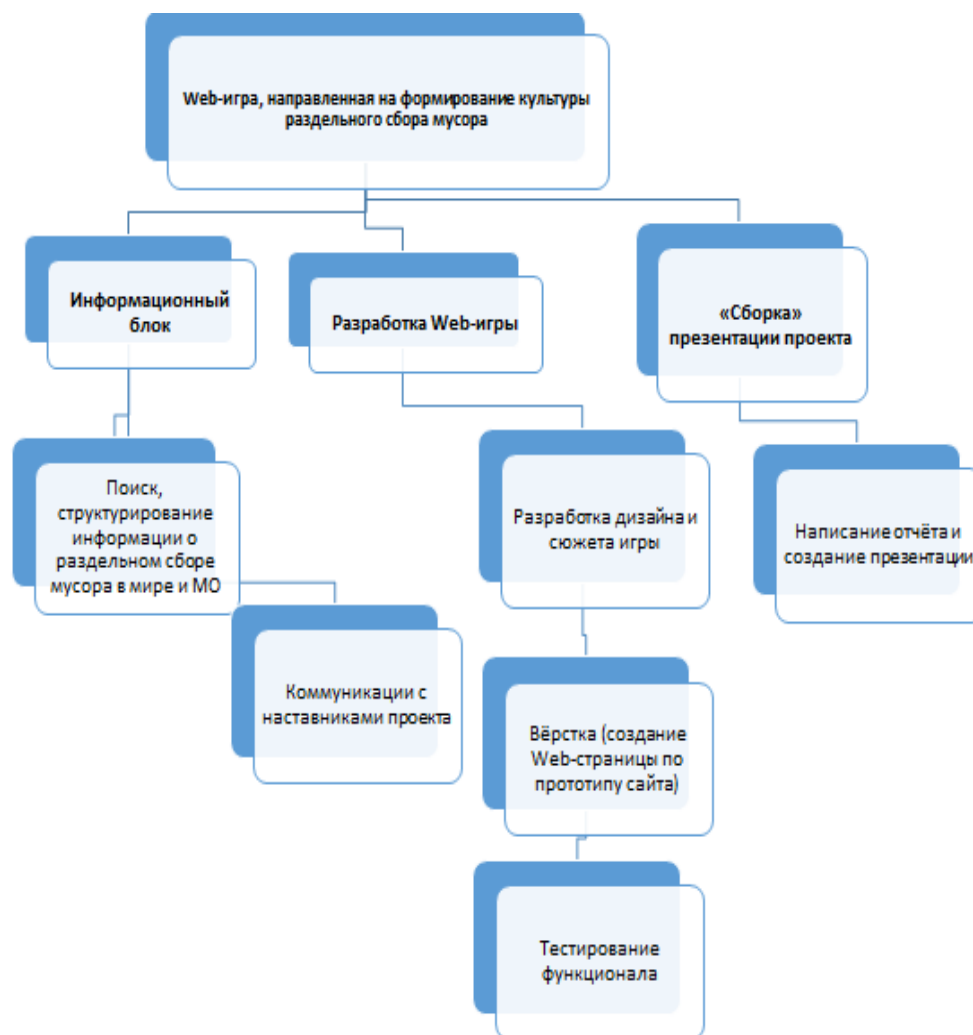 Web-игра, направленная на формирование культуры
раздельного сбора мусора
Информационный
блок
Разработка Web-игры
«Сборка»
презентации проекта
Поиск,
структурирование
информации о
раздельном сборе
мусора в мире и МО
Разработка дизайна и
сюжета игры
Написание отчёта и
создание презентации
Коммуникации с
наставниками проекта
Вёрстка (создание
Web-страницы по
прототипу сайта)
Тестирование
функционала